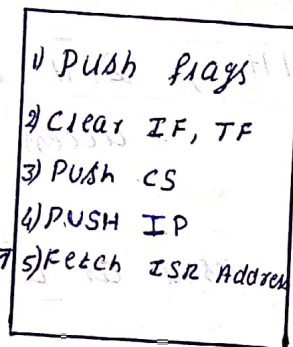 1) Push flags
2) Clear IF, TF
3) Push CS
4) PUSH IP
5) Fetch ISR Addres